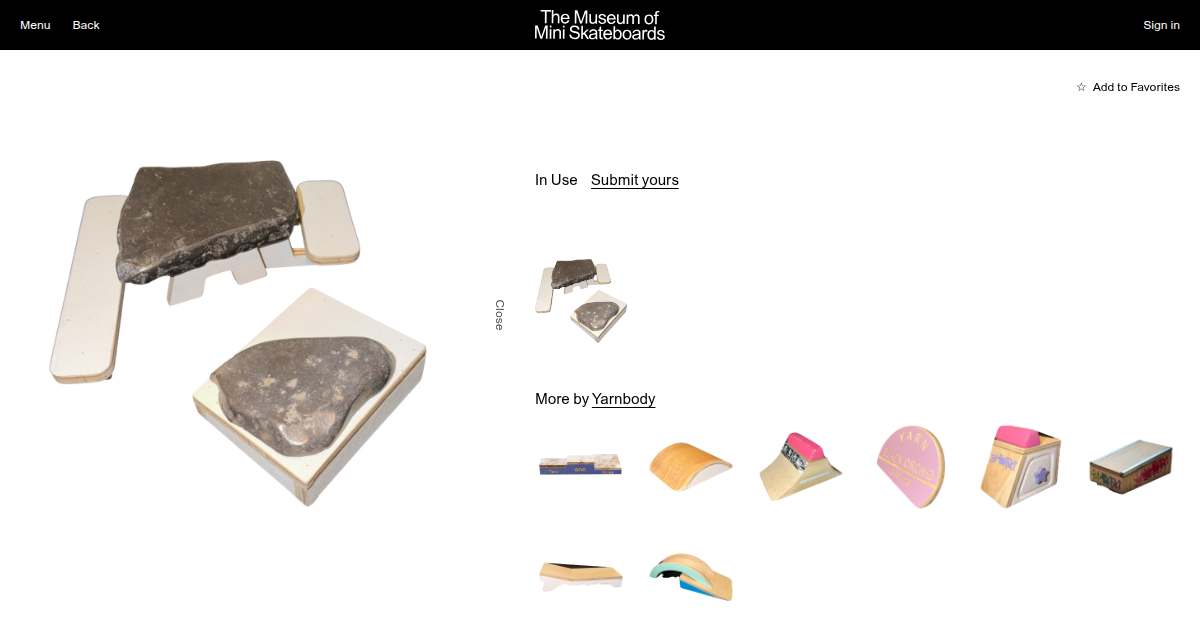 Menu
Back
The Museum of
Mini Skateboards
Sign in
☆ Add to Favorites
In Use
Submit yours
Close
More by Yarnbody
YARN